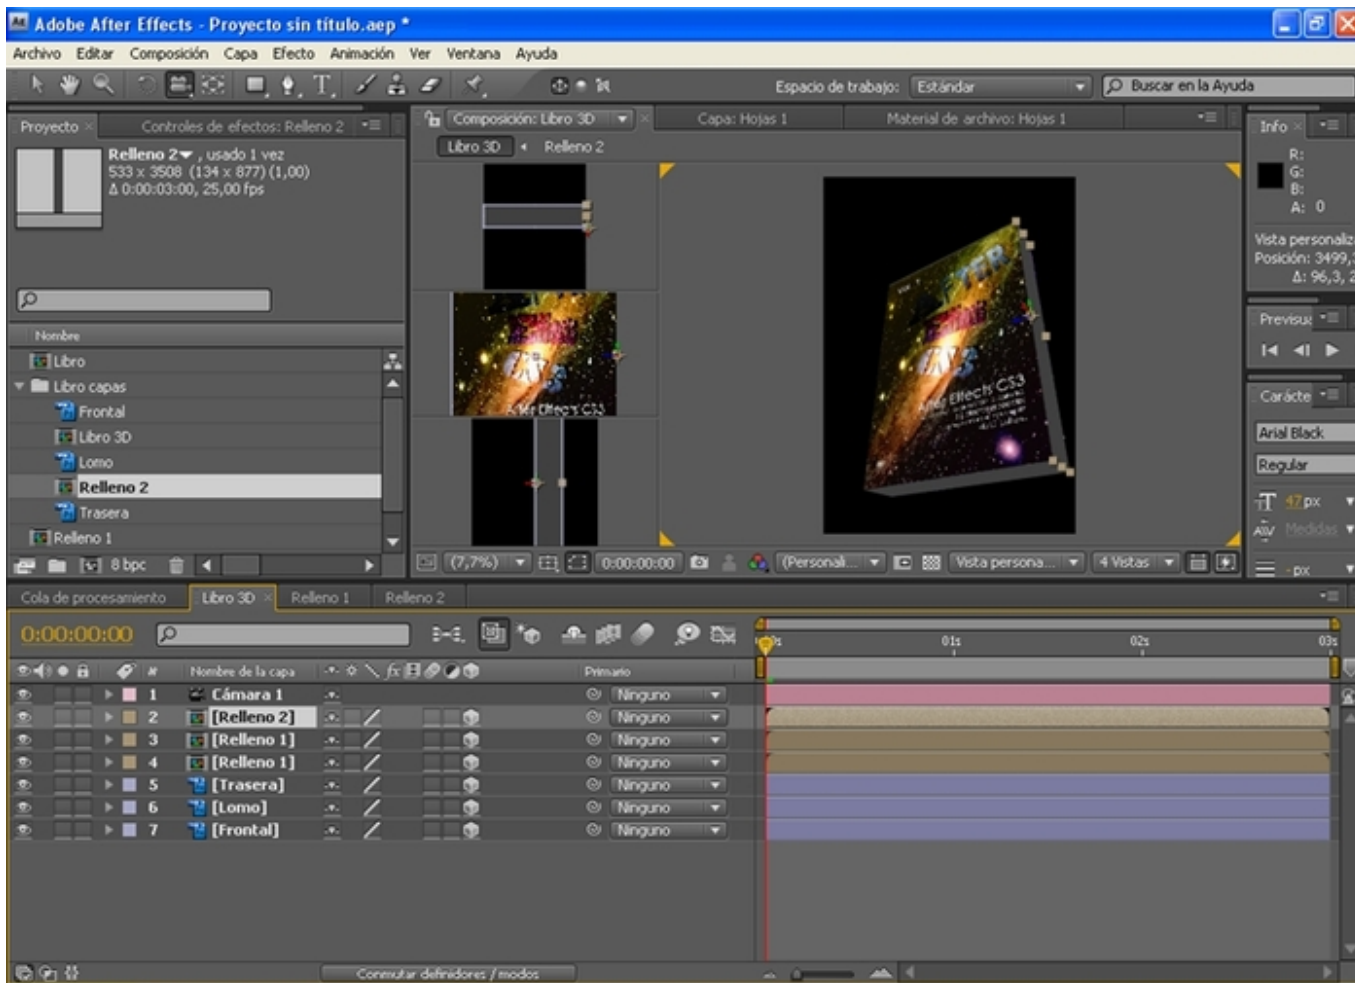 Adobe After Effects - Proyecto sin título.aep *
Archivo Editar Composición Capa Efecto Animación Ver Ventana Ayuda
Espacio de trabajo: Estándar Buscar en la Ayuda
Proyecto Controles de efectos: Relleno 2
Relleno 2 , usado 1 vez
533 x 3508 (134 x 877) (1,00)
Δ 0:00:03:00, 25,00 fps
Nombre
Libro
Libro capas
Frontal
Libro 3D
Lomo
Relleno 2
Trasera
Relleno 1
8 bpc
Composición: Libro 3D Capa: Hojas 1 Material de archivo: Hojas 1
Libro 3D Relleno 2
After Effects CS3
AFTER
After Effects CS3
(7,7%) 0:00:00:00 (Personali... Vista persona... 4 Vistas
Info
R:
G:
B:
A: 0
Vista personaliz
Posición: 3499,
Δ: 96,3, 2
Previsu
Carácte
Arial Black
Regular
47 px
Medidas
- px
Cola de procesamiento Libro 3D Relleno 1 Relleno 2
0:00:00:00 01s 02s 03s
# Nombre de la capa fx Primario
1 Cámara 1 Ninguno
2 [Relleno 2] Ninguno
3 [Relleno 1] Ninguno
4 [Relleno 1] Ninguno
5 [Trasera] Ninguno
6 [Lomo] Ninguno
7 [Frontal] Ninguno
Conmutar definidores / modos